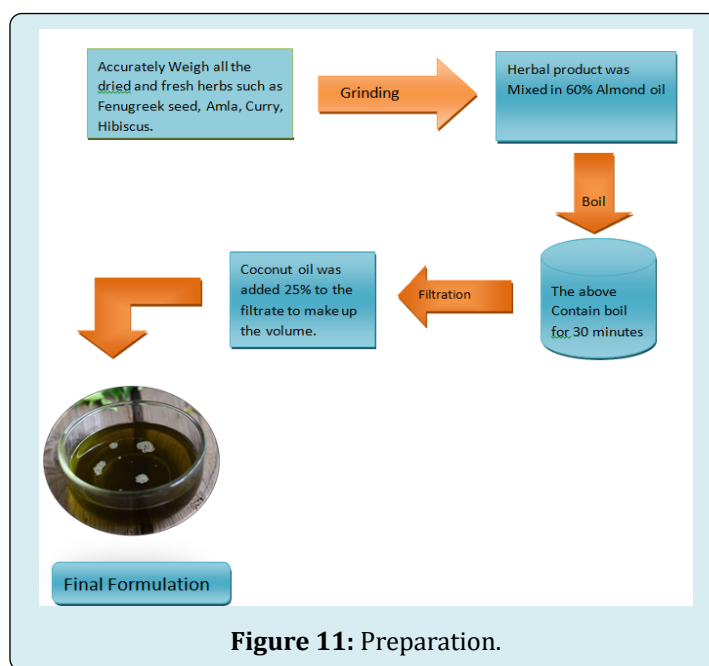 Accurately Weigh all the
dried and fresh herbs such as
Fenugreek seed, Amla, Curry,
Hibiscus.
Grinding
Herbal product was
Mixed in 60% Almond oil
Boil
The above
Contain boil
for 30 minutes
Filtration
Coconut oil was
added 25% to the
filtrate to make up
the volume.
Final Formulation
Figure 11: Preparation.